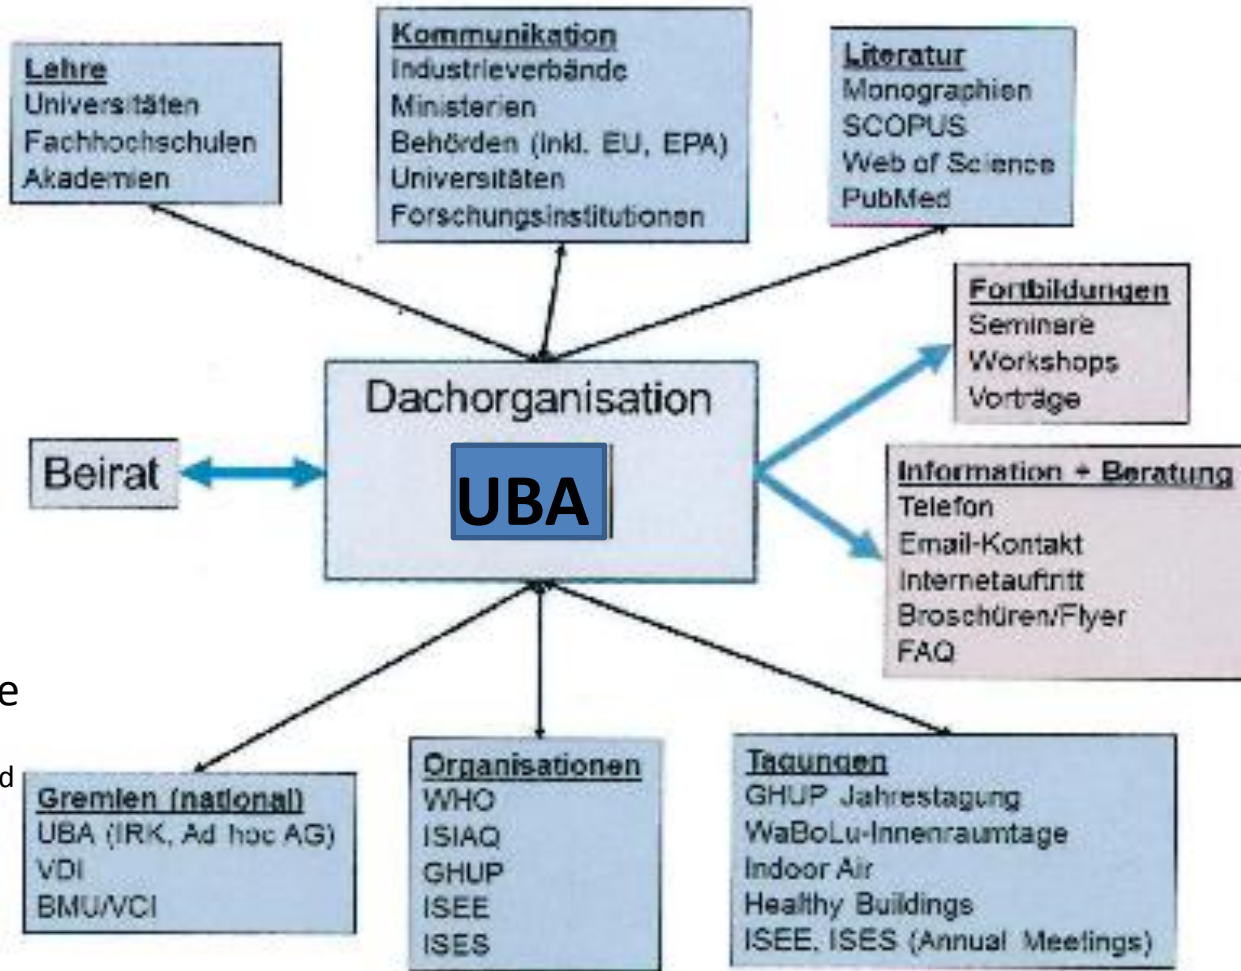 Lehre
Universitäten
Fachhochschulen
Akademien
Kommunikation
Industrieverbände
Ministerien
Behörden (inkl. EU, EPA)
Universitäten
Forschungsinstitutionen
Literatur
Monographien
SCOPUS
Web of Science
PubMed
Fortbildungen
Seminare
Workshops
Vorträge
Dachorganisation
UBA
Beirat
Information + Beratung
Telefon
Email-Kontakt
Internetauftritt
Broschüren/Flyer
FAQ
e
d
Gremien (national)
UBA (IRK, Ad hoc AG)
VDI
BMU/VCI
Organisationen
WHO
ISIAQ
GHUP
ISEE
ISES
Tagungen
GHUP Jahrestagung
WaBoLu-Innenraumtage
Indoor Air
Healthy Buildings
ISEE, ISES (Annual Meetings)